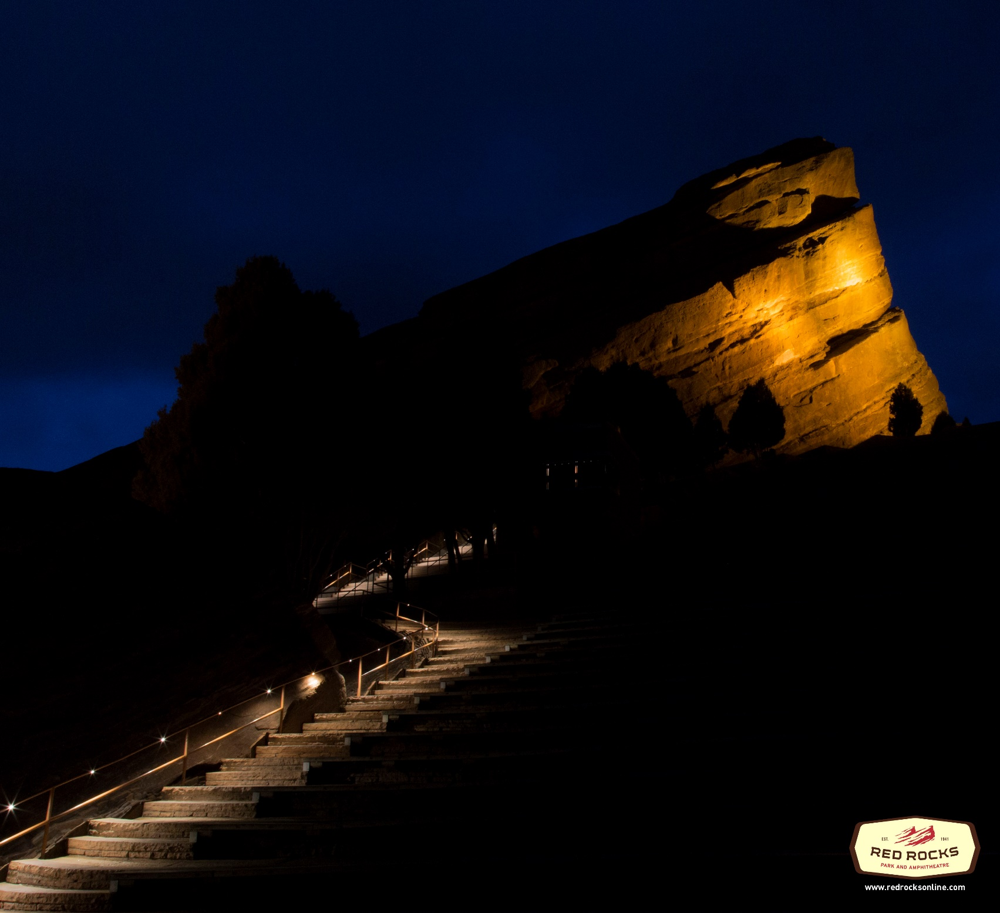 EST. 1941
RED ROCKS
PARK AND AMPHITHEATRE
www.redrocksonline.com